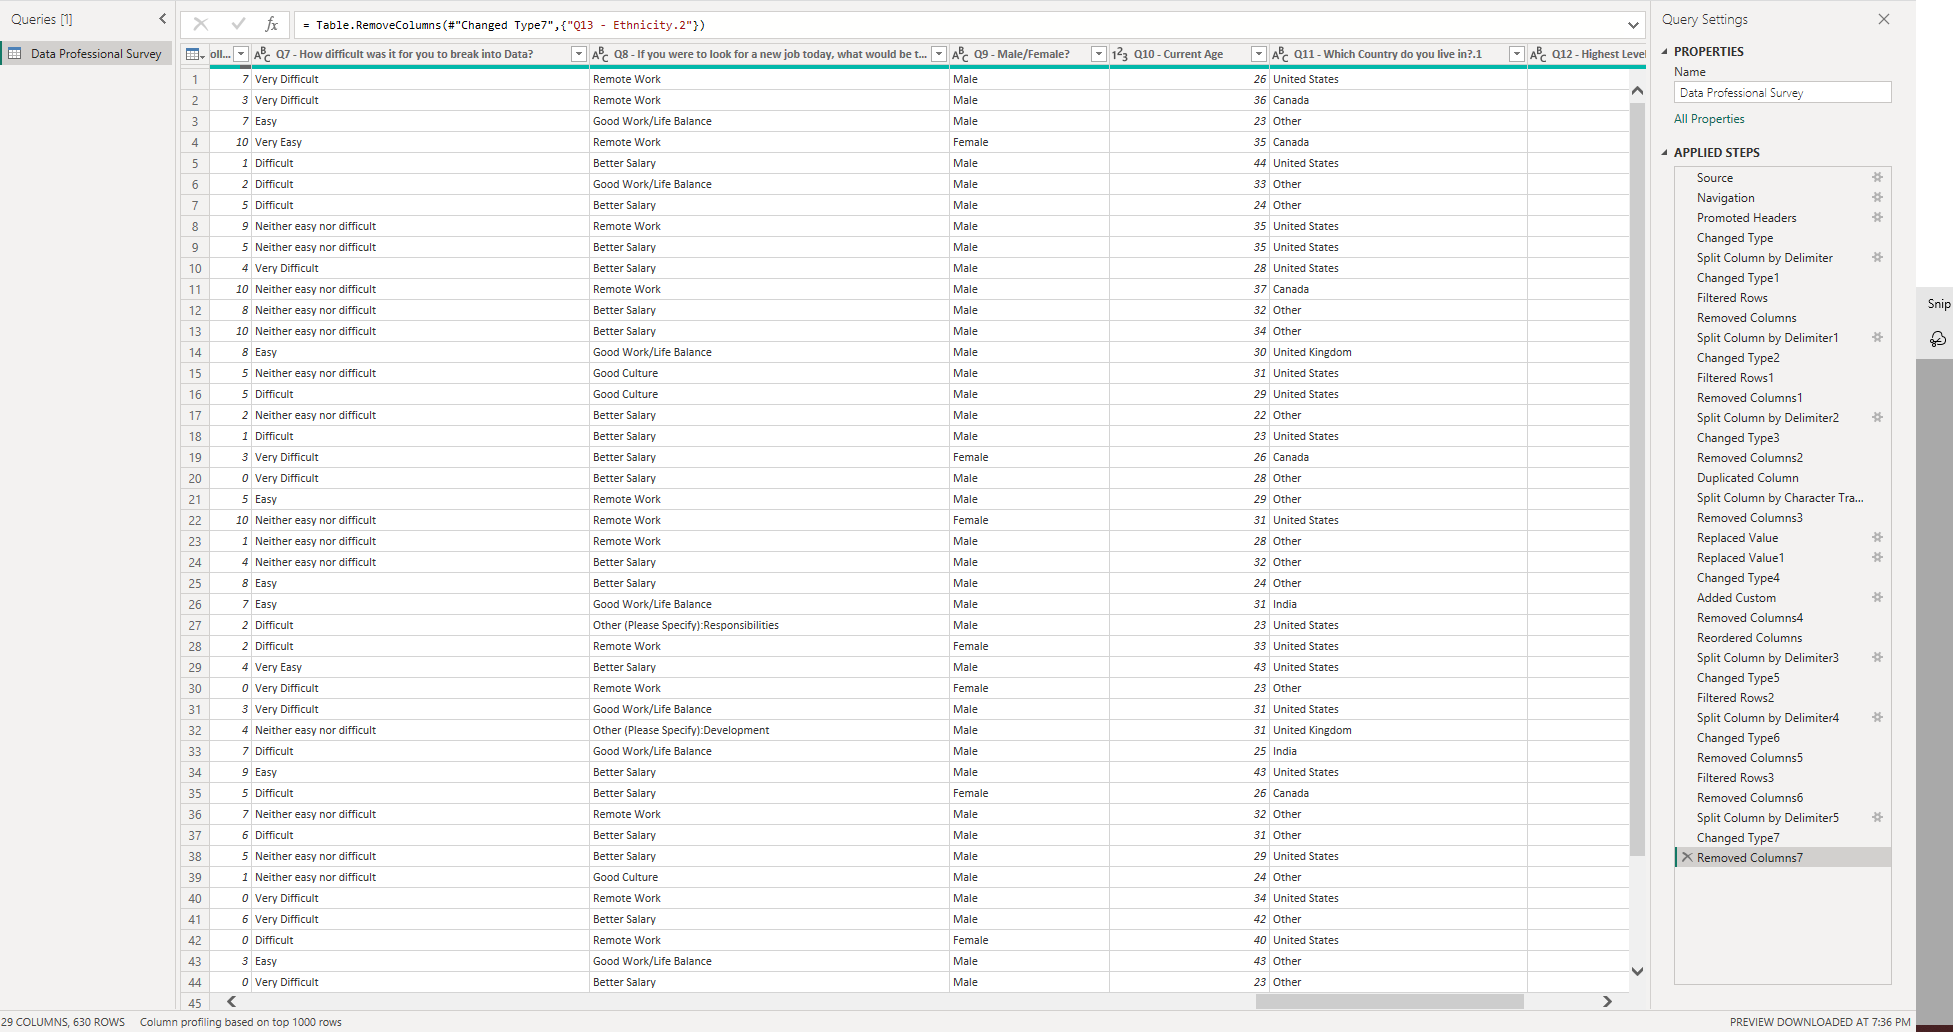 Queries [1]
fx
= Table.RemoveColumns(#"Changed Type7",{"Q13 - Ethnicity.2"})
Query Settings
Data Professional Survey
oll... ABC Q7 - How difficult was it for you to break into Data? ABC Q8 - If you were to look for a new job today, what would be t... ABC Q9 - Male/Female? 123 Q10 - Current Age ABC Q11 - Which Country do you live in?.1 ABC Q12 - Highest Level
1 7 Very Difficult Remote Work Male 26 United States
2 3 Very Difficult Remote Work Male 36 Canada
3 7 Easy Good Work/Life Balance Male 23 Other
4 10 Very Easy Remote Work Female 35 Canada
5 1 Difficult Better Salary Male 44 United States
6 2 Difficult Good Work/Life Balance Male 33 Other
7 5 Difficult Better Salary Male 24 Other
8 9 Neither easy nor difficult Remote Work Male 35 United States
9 5 Neither easy nor difficult Better Salary Male 35 United States
10 4 Very Difficult Better Salary Male 28 United States
11 10 Neither easy nor difficult Remote Work Male 37 Canada
12 8 Neither easy nor difficult Better Salary Male 32 Other
13 10 Neither easy nor difficult Better Salary Male 34 Other
14 8 Easy Good Work/Life Balance Male 30 United Kingdom
15 5 Neither easy nor difficult Good Culture Male 31 United States
16 5 Difficult Good Culture Male 29 United States
17 2 Neither easy nor difficult Better Salary Male 22 Other
18 1 Difficult Better Salary Male 23 United States
19 3 Very Difficult Better Salary Female 26 Canada
20 0 Very Difficult Better Salary Male 28 Other
21 5 Easy Remote Work Male 29 Other
22 10 Neither easy nor difficult Remote Work Female 31 United States
23 1 Neither easy nor difficult Remote Work Male 28 Other
24 4 Neither easy nor difficult Better Salary Male 32 Other
25 8 Easy Better Salary Male 24 Other
26 7 Easy Good Work/Life Balance Male 31 India
27 2 Difficult Other (Please Specify):Responsibilities Male 23 United States
28 2 Difficult Remote Work Female 33 United States
29 4 Very Easy Better Salary Male 43 United States
30 0 Very Difficult Remote Work Female 23 Other
31 3 Very Difficult Good Work/Life Balance Male 31 United States
32 4 Neither easy nor difficult Other (Please Specify):Development Male 31 United Kingdom
33 7 Difficult Good Work/Life Balance Male 25 India
34 9 Easy Better Salary Male 43 United States
35 5 Difficult Better Salary Female 26 Canada
36 7 Neither easy nor difficult Remote Work Male 32 Other
37 6 Difficult Better Salary Male 31 Other
38 5 Neither easy nor difficult Better Salary Male 29 United States
39 1 Neither easy nor difficult Good Culture Male 24 Other
40 0 Very Difficult Remote Work Male 34 United States
41 6 Very Difficult Better Salary Male 42 Other
42 0 Difficult Remote Work Female 40 United States
43 3 Easy Good Work/Life Balance Male 43 Other
44 0 Very Difficult Better Salary Male 23 Other
45
PROPERTIES
Name
Data Professional Survey
All Properties
APPLIED STEPS
Source
Navigation
Promoted Headers
Changed Type
Split Column by Delimiter
Changed Type1
Filtered Rows
Removed Columns
Split Column by Delimiter1
Changed Type2
Filtered Rows1
Removed Columns1
Split Column by Delimiter2
Changed Type3
Removed Columns2
Duplicated Column
Split Column by Character Tra...
Removed Columns3
Replaced Value
Replaced Value1
Changed Type4
Added Custom
Removed Columns4
Reordered Columns
Split Column by Delimiter3
Changed Type5
Filtered Rows2
Split Column by Delimiter4
Changed Type6
Removed Columns5
Filtered Rows3
Removed Columns6
Split Column by Delimiter5
Changed Type7
Removed Columns7
Snip
29 COLUMNS, 630 ROWS Column profiling based on top 1000 rows
PREVIEW DOWNLOADED AT 7:36 PM